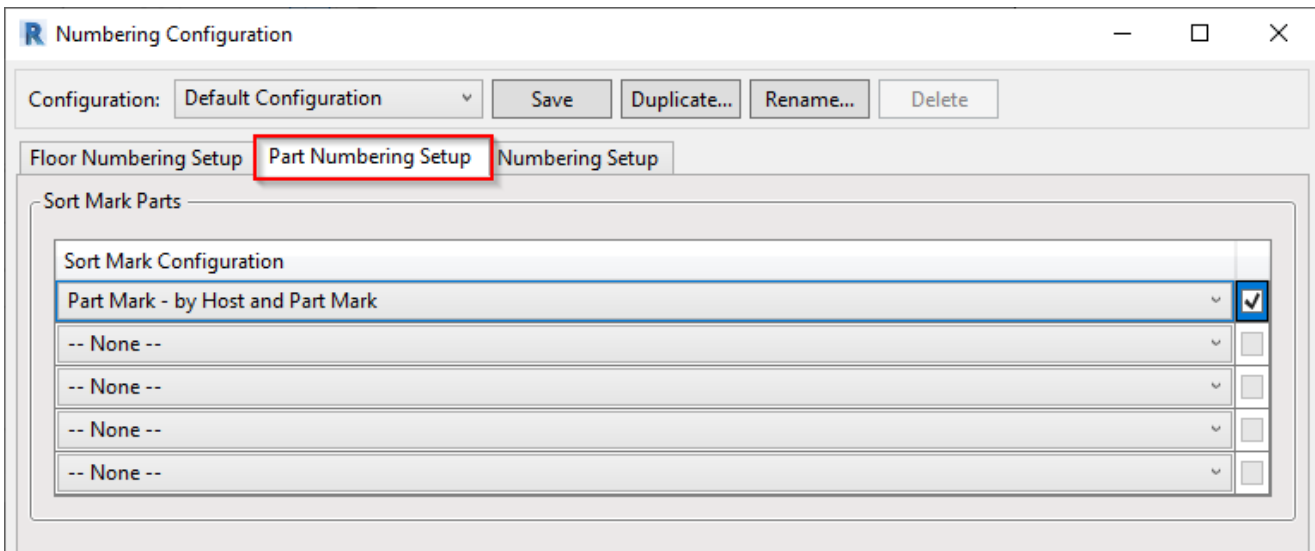 Numbering Configuration
Configuration: Default Configuration Save Duplicate... Rename... Delete
Floor Numbering Setup Part Numbering Setup Numbering Setup
Sort Mark Parts
Sort Mark Configuration
Part Mark - by Host and Part Mark
-- None --
-- None --
-- None --
-- None --